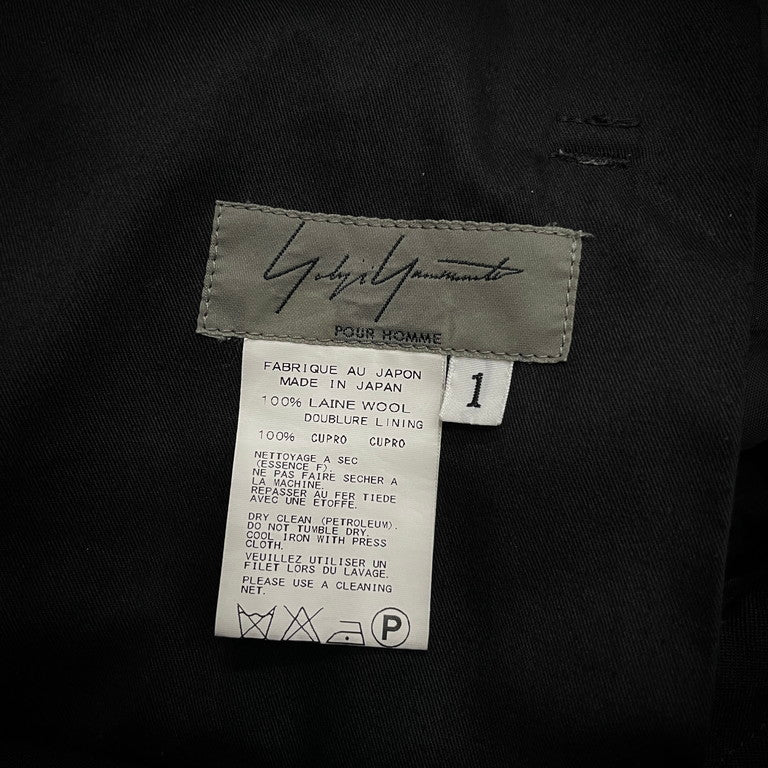 Yohji Yamamoto
POUR HOMME
1
FABRIQUE AU JAPON
MADE IN JAPAN
100% LAINE WOOL
DOUBLURE LINING
100% CUPRO CUPRO
NETTOYAGE A SEC
(ESSENCE F).
NE PAS FAIRE SECHER A
LA MACHINE.
REPASSER AU FER TIEDE
AVEC UNE ETOFFE.
DRY CLEAN (PETROLEUM).
DO NOT TUMBLE DRY.
COOL IRON WITH PRESS
CLOTH.
VEUILLEZ UTILISER UN
FILET LORS DU LAVAGE.
PLEASE USE A CLEANING
NET.
P